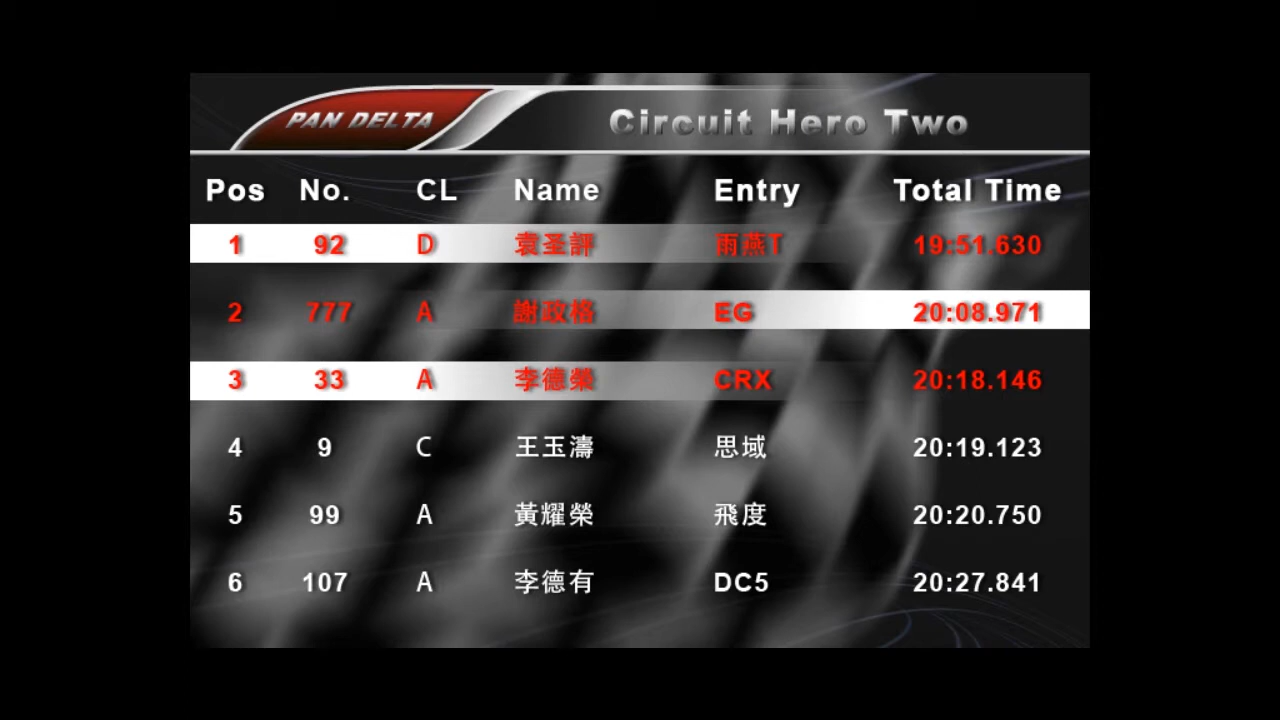 PAN DELTA Circuit Hero Two
Pos No. CL Name Entry Total Time
1 92 D 袁圣評 雨燕T 19:51.630
2 777 A 謝政格 EG 20:08.971
3 33 A 李德榮 CRX 20:18.146
4 9 C 王玉濤 思域 20:19.123
5 99 A 黃耀榮 飛度 20:20.750
6 107 A 李德有 DC5 20:27.841